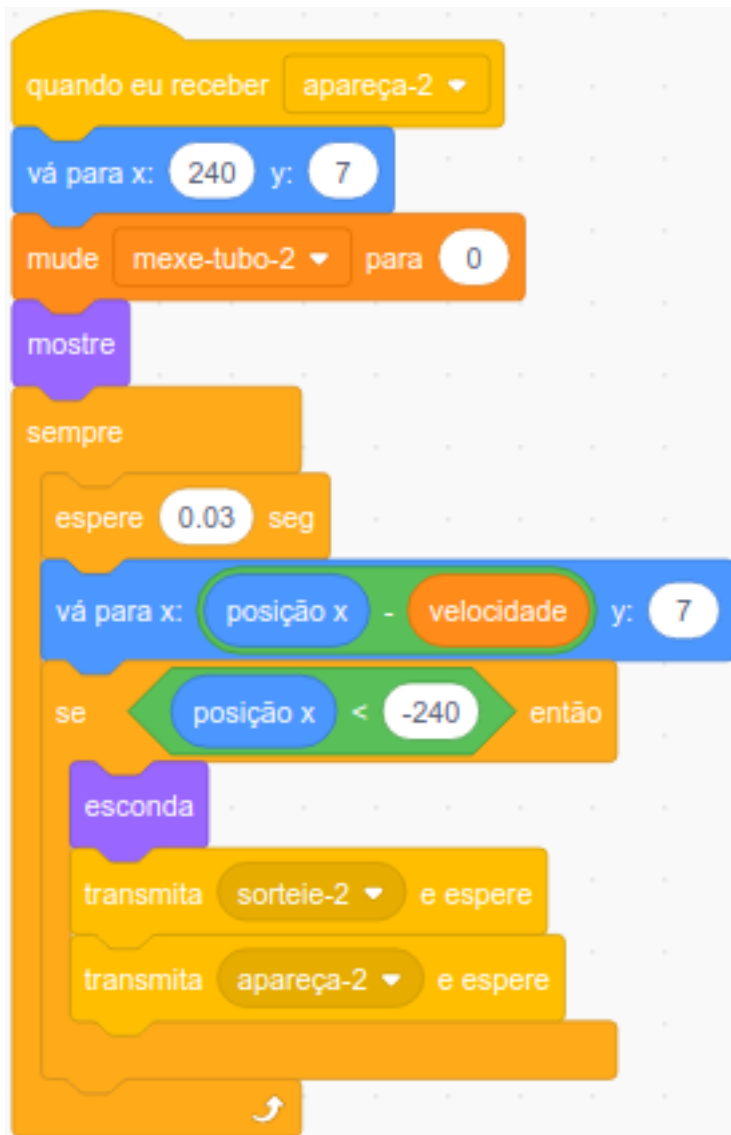 quando eu receber apareça-2
vá para x: 240 y: 7
mude mexe-tubo-2 para 0
mostre
sempre
espere 0.03 seg
vá para x: posição x - velocidade y: 7
se posição x < -240 então
esconda
transmita sorteie-2 e espere
transmita apareça-2 e espere